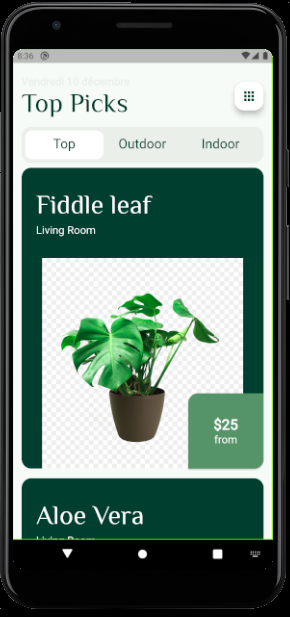 8:36
Vendredi 10 décembre
Top Picks
Top
Outdoor
Indoor
Fiddle leaf
Living Room
$25
from
Aloe Vera
Living Room